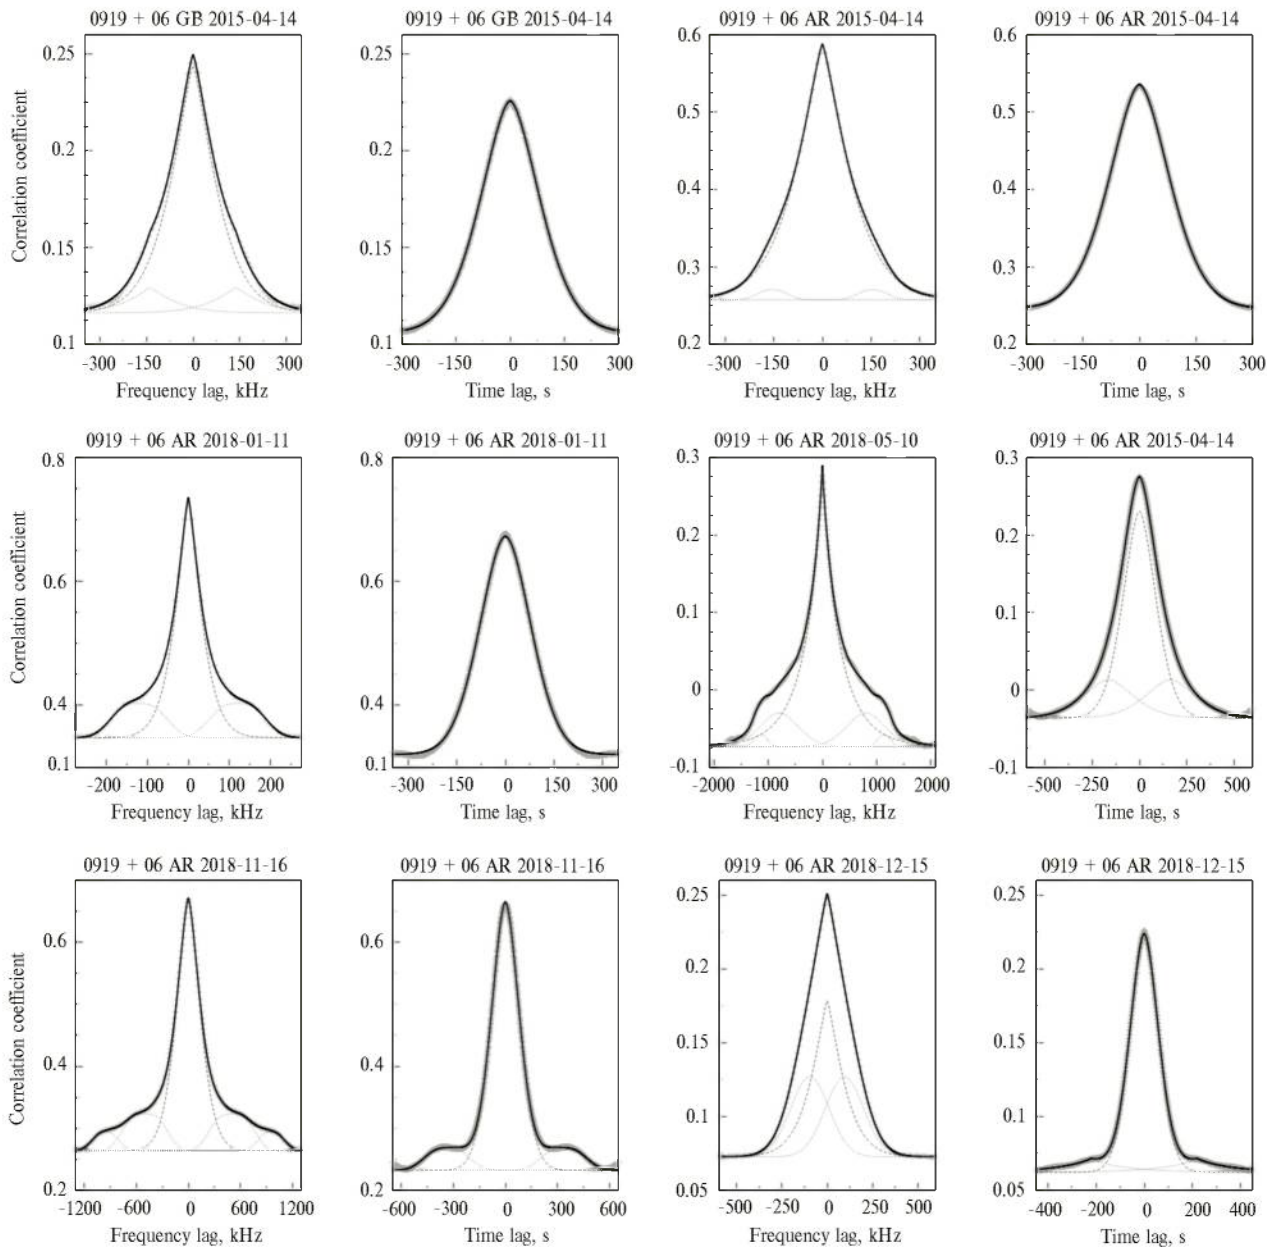 0919 + 06 GB 2015-04-14
0919 + 06 GB 2015-04-14
0919 + 06 AR 2015-04-14
0919 + 06 AR 2015-04-14
Correlation coefficient
0.25
0.2
0.15
0.1
-300 -150 0 150 300
Frequency lag, kHz
0.25
0.2
0.15
0.1
-300 -150 0 150 300
Time lag, s
0.6
0.5
0.4
0.3
0.2
-300 -150 0 150 300
Frequency lag, kHz
0.6
0.5
0.4
0.3
0.2
-300 -150 0 150 300
Time lag, s
0919 + 06 AR 2018-01-11
0919 + 06 AR 2018-01-11
0919 + 06 AR 2018-05-10
0919 + 06 AR 2015-04-14
Correlation coefficient
0.8
0.6
0.4
0.1
-200 -100 0 100 200
Frequency lag, kHz
0.8
0.6
0.4
0.1
-300 -150 0 150 300
Time lag, s
0.3
0.2
0.1
0
-0.1
-2000 -1000 0 1000 2000
Frequency lag, kHz
0.3
0.2
0.1
0
-0.1
-500 -250 0 250 500
Time lag, s
0919 + 06 AR 2018-11-16
0919 + 06 AR 2018-11-16
0919 + 06 AR 2018-12-15
0919 + 06 AR 2018-12-15
Correlation coefficient
0.6
0.4
0.2
-1200 -600 0 600 1200
Frequency lag, kHz
0.6
0.4
0.2
-600 -300 0 300 600
Time lag, s
0.25
0.2
0.15
0.1
0.05
-500 -250 0 250 500
Frequency lag, kHz
0.25
0.2
0.15
0.1
0.05
-400 -200 0 200 400
Time lag, s